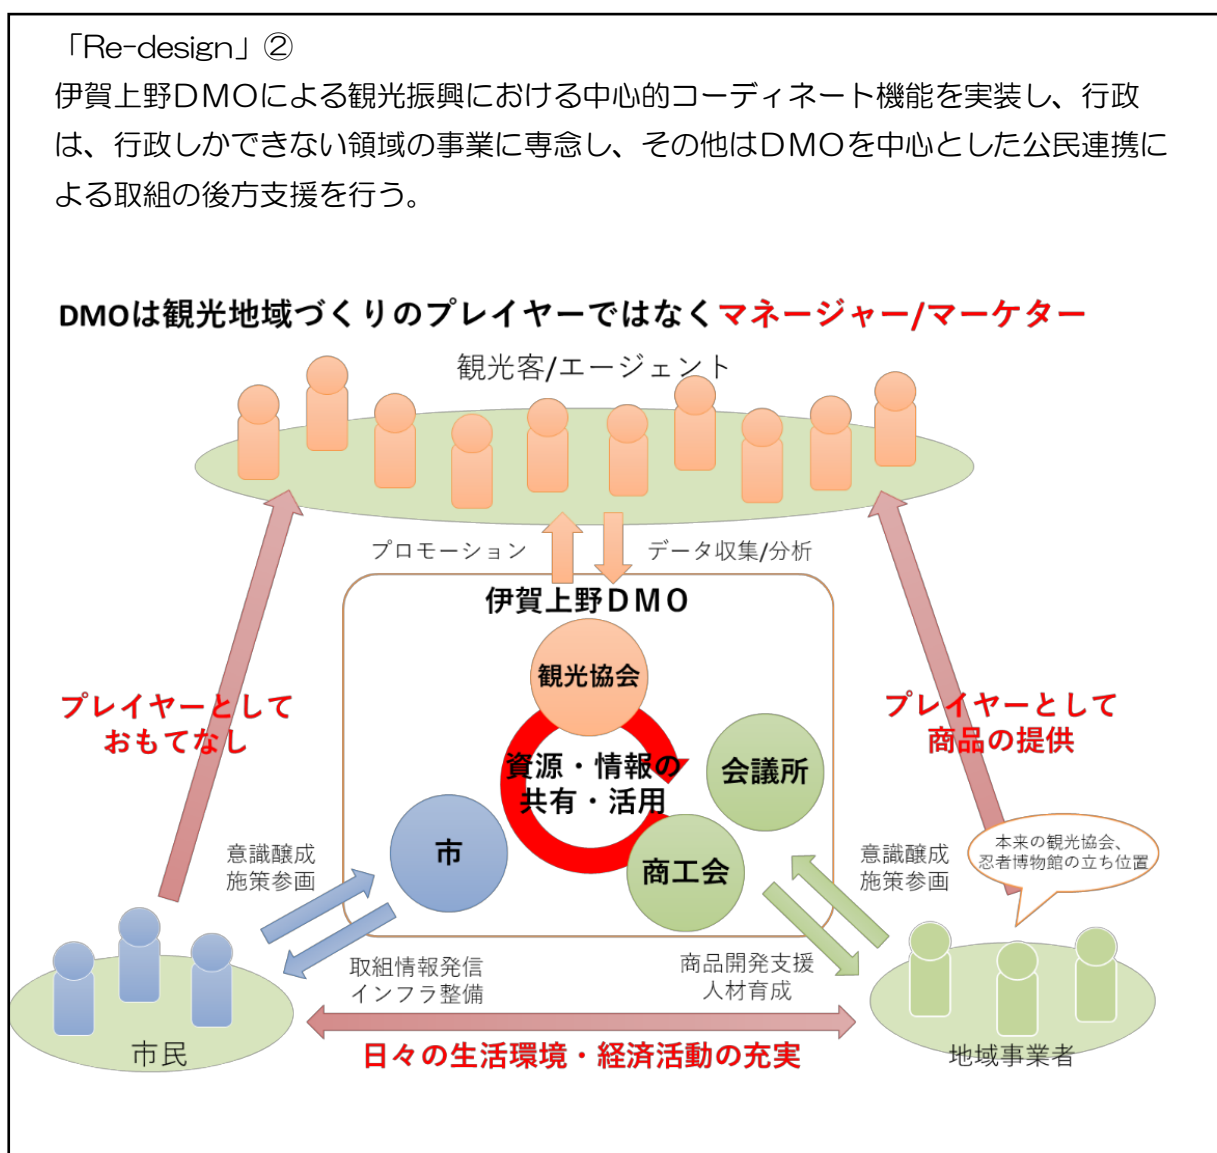 「Re-design」②
伊賀上野DMOによる観光振興における中心的コーディネート機能を実装し、行政
は、行政しかできない領域の事業に専念し、その他はDMOを中心とした公民連携に
よる取組の後方支援を行う。
DMOは観光地域づくりのプレイヤーではなくマネージャー/マーケター
観光客/エージェント
プロモーション
データ収集/分析
伊賀上野DMO
観光協会
プレイヤーとして
おもてなし
プレイヤーとして
商品の提供
資源・情報の
共有・活用
会議所
市
商工会
意識醸成
施策参画
意識醸成
施策参画
本来の観光協会、
忍者博物館の立ち位置
取組情報発信
インフラ整備
商品開発支援
人材育成
市民
日々の生活環境・経済活動の充実
地域事業者